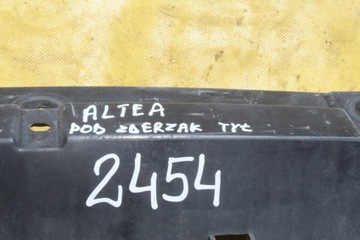 ALTEA
POD ZDERZAK TYŁ
2454